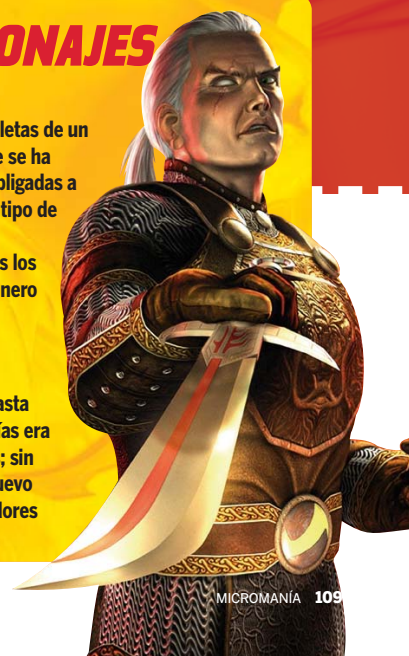 ONAJES
letas de un
e se ha
bligadas a
tipo de
s los
nero
asta
ías era
; sin
uevo
lores
MICROMANÍA 109